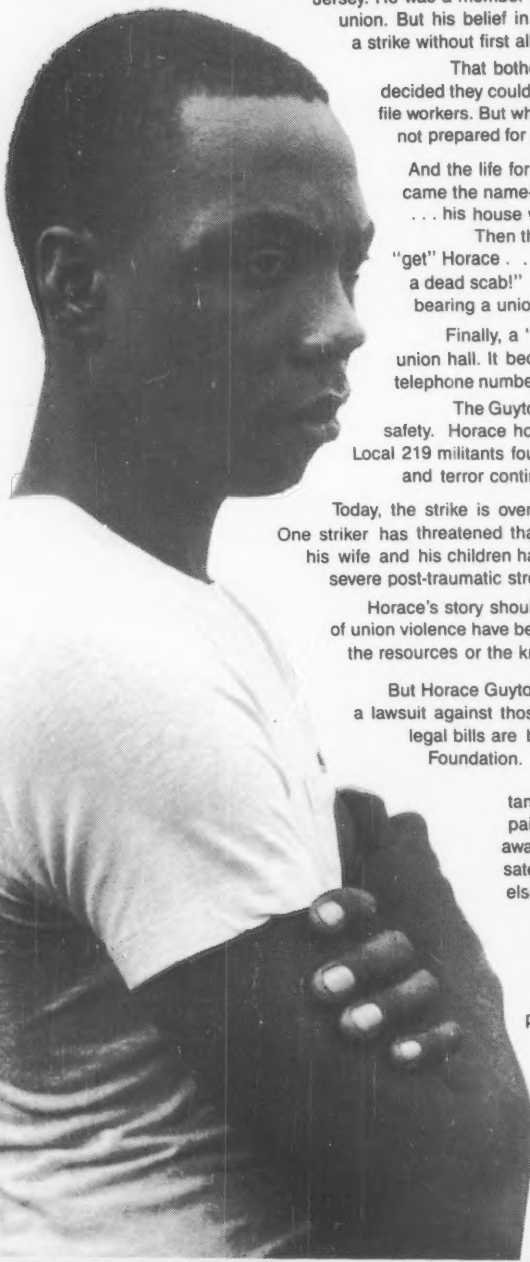 Jersey. He was a member
union. But his belief in
a strike without first all
That bothe
decided they could
file workers. But wh
not prepared for
And the life for
came the name-
. . . his house w
Then th
"get" Horace . .
a dead scab!"
bearing a unio
Finally, a "
union hall. It bec
telephone numbe
The Guyto
safety. Horace ho
Local 219 militants fou
and terror contin
Today, the strike is over
One striker has threatened tha
his wife and his children ha
severe post-traumatic stre
Horace's story shoul
of union violence have be
the resources or the kr
But Horace Guyto
a lawsuit against thos
legal bills are b
Foundation.
tan
pai
awa
sate
els